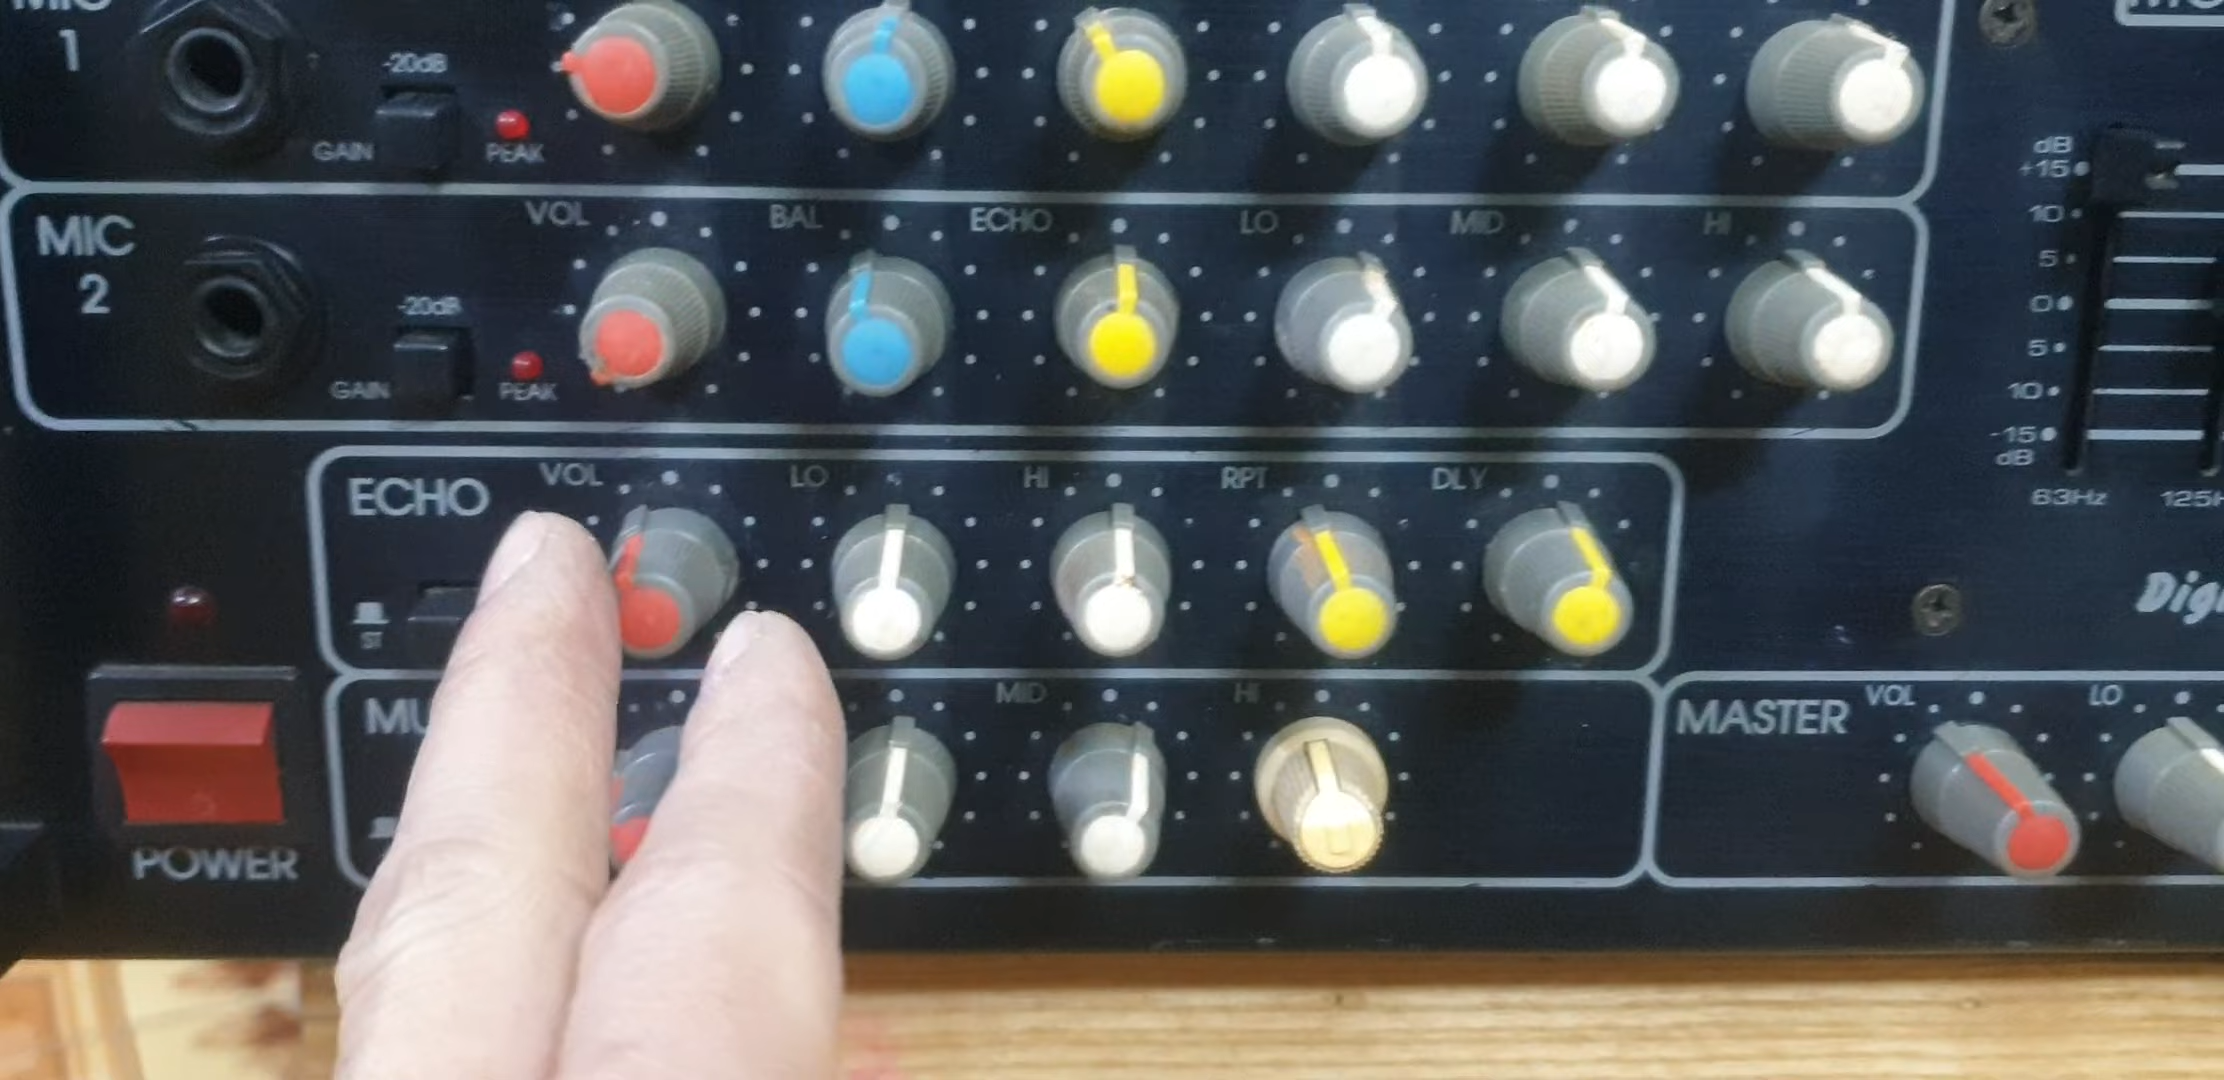 MIC
1
-20dB
GAIN
PEAK
MIC
2
VOL BAL ECHO LO MID HI
-20dB
GAIN
PEAK
dB
+15
10
5
0
5
10
-15
dB
63Hz
ECHO
VOL LO HI RPT DLY
ST
MID HI
MASTER
VOL LO
POWER